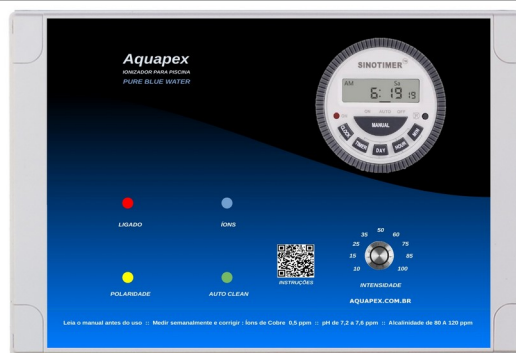 Aquapex
IONIZADOR PARA PISCINA
PURE BLUE WATER
SINOTIMER
AM
Sa
6:19 19
ON AUTO OFF
MANUAL
CLOCK
TIMER
DAY
HOUR
MIN
LIGADO
ÍONS
POLARIDADE
AUTO CLEAN
INSTRUÇÕES
10
15
25
35
50
60
75
85
100
INTENSIDADE
AQUAPEX.COM.BR
Leia o manual antes do uso :: Medir semanalmente e corrigir : Íons de Cobre 0,5 ppm :: pH de 7,2 a 7,6 ppm :: Alcalinidade de 80 A 120 ppm